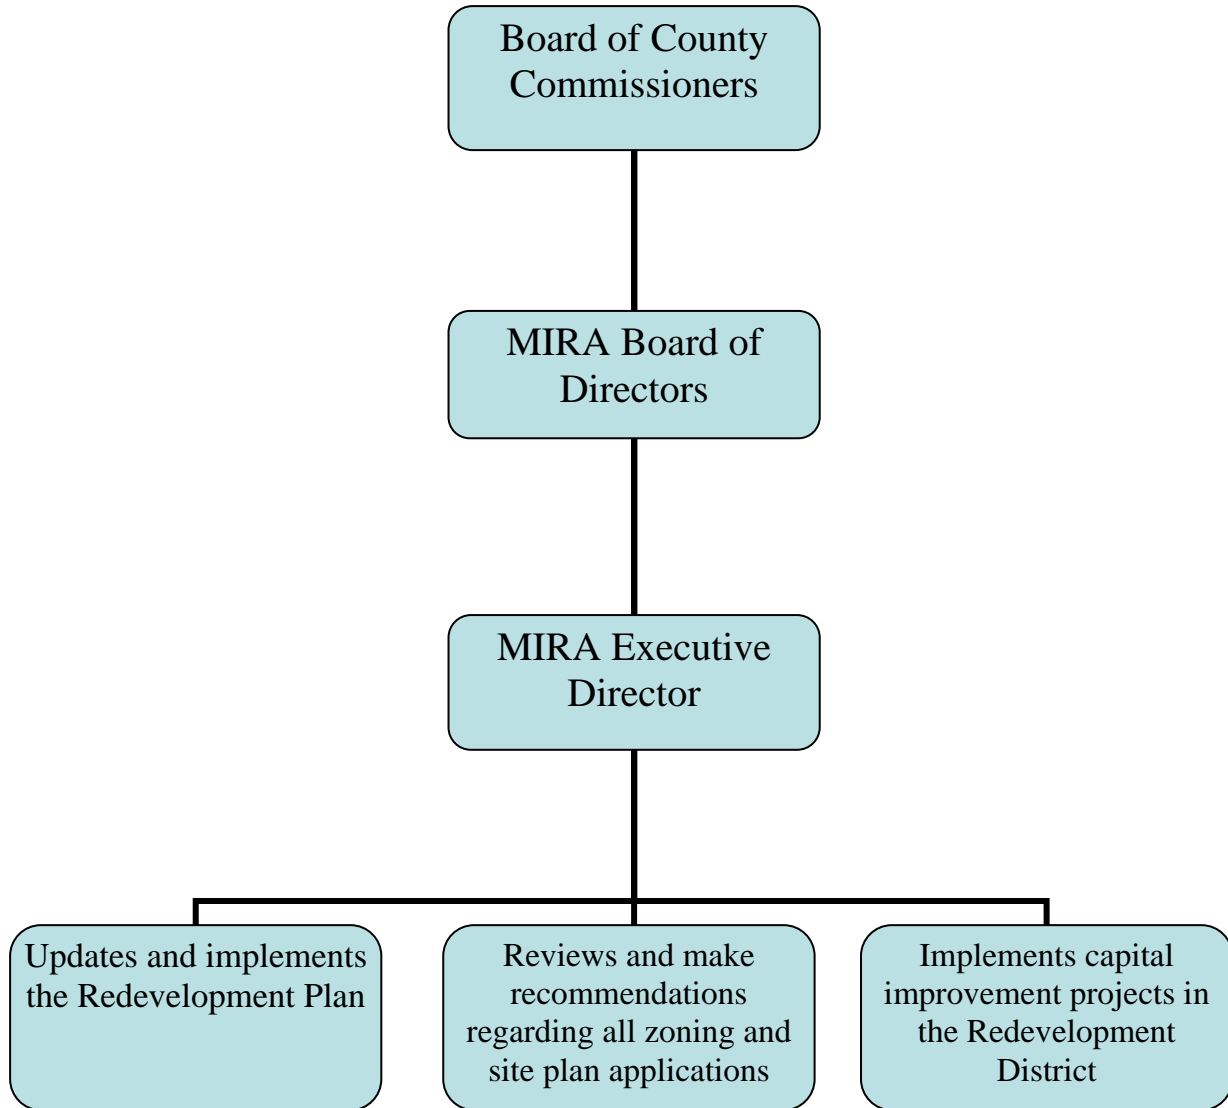 Board of County
Commissioners
MIRA Board of
Directors
MIRA Executive
Director
Updates and implements
the Redevelopment Plan
Reviews and make
recommendations
regarding all zoning and
site plan applications
Implements capital
improvement projects in
the Redevelopment
District